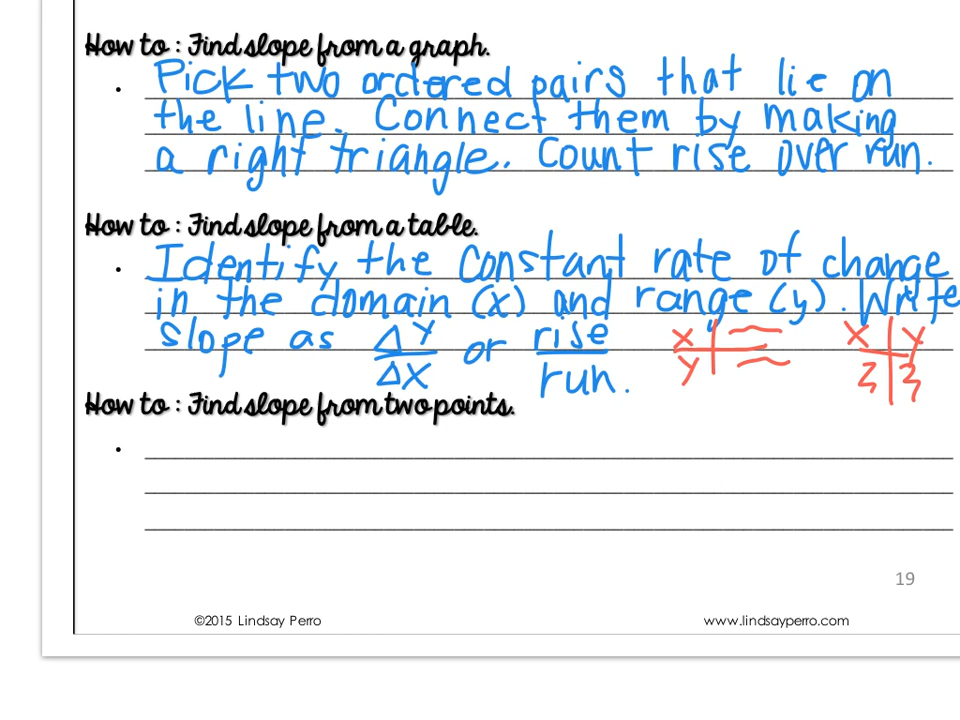 How to : Find slope from a graph.
• Pick two ordered pairs that lie on
the line. Connect them by making
a right triangle. Count rise over run.
How to : Find slope from a table.
• Identify the constant rate of change
in the domain (x) and range (y). Write
slope as ΔY/ΔX or rise/run.
x
y
x y
How to : Find slope from two points.
•
19
©2015 Lindsay Perro www.lindsayperro.com